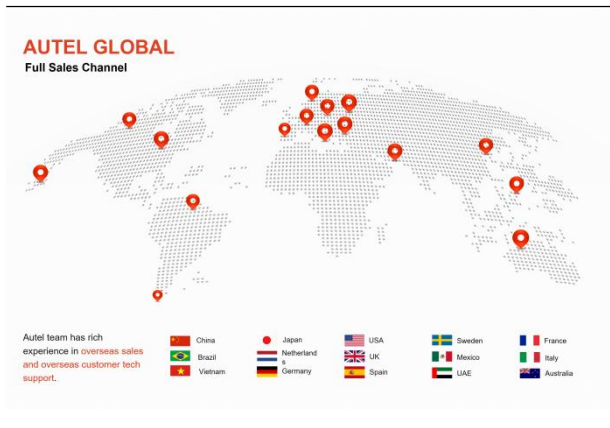 AUTEL GLOBAL
Full Sales Channel
Autel team has rich
experience in overseas sales
and overseas customer tech
support.
China
Japan
USA
Sweden
France
Brazil
Netherland
s
UK
Mexico
Italy
Vietnam
Germany
Spain
UAE
Australia